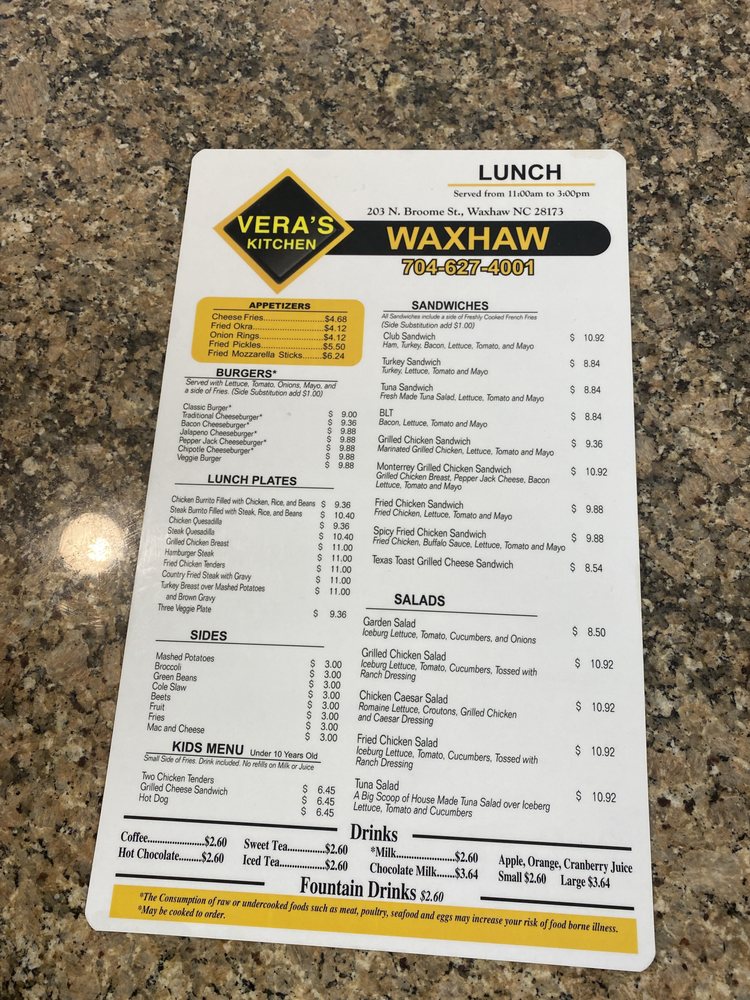 LUNCH
Served from 11:00am to 3:00pm
203 N. Broome St., Waxhaw NC 28173
VERA'S
KITCHEN
WAXHAW
704-627-4001
APPETIZERS
Cheese Fries..................$4.68
Fried Okra......................$4.12
Onion Rings...................$4.12
Fried Pickles..................$5.50
Fried Mozzarella Sticks.......$6.24
BURGERS*
Served with Lettuce, Tomato, Onions, Mayo, and
a side of Fries. (Side Substitution add $1.00)
Classic Burger* $ 9.00
Traditional Cheeseburger* $ 9.36
Bacon Cheeseburger* $ 9.88
Jalapeno Cheeseburger* $ 9.88
Pepper Jack Cheeseburger* $ 9.88
Chipotle Cheeseburger* $ 9.88
Veggie Burger $ 9.88
LUNCH PLATES
Chicken Burrito Filled with Chicken, Rice, and Beans $ 9.36
Steak Burrito Filled with Steak, Rice, and Beans $ 10.40
Chicken Quesadilla $ 9.36
Steak Quesadilla $ 10.40
Grilled Chicken Breast $ 11.00
Hamburger Steak $ 11.00
Fried Chicken Tenders $ 11.00
Country Fried Steak with Gravy $ 11.00
Turkey Breast over Mashed Potatoes $ 11.00
and Brown Gravy
Three Veggie Plate $ 9.36
SIDES
Mashed Potatoes $ 3.00
Broccoli $ 3.00
Green Beans $ 3.00
Cole Slaw $ 3.00
Beets $ 3.00
Fruit $ 3.00
Fries $ 3.00
Mac and Cheese $ 3.00
KIDS MENU Under 10 Years Old
Small Side of Fries. Drink included. No refills on Milk or Juice
Two Chicken Tenders $ 6.45
Grilled Cheese Sandwich $ 6.45
Hot Dog $ 6.45
SANDWICHES
All Sandwiches include a side of Freshly Cooked French Fries
(Side Substitution add $1.00)
Club Sandwich $ 10.92
Ham, Turkey, Bacon, Lettuce, Tomato, and Mayo
Turkey Sandwich $ 8.84
Turkey, Lettuce, Tomato and Mayo
Tuna Sandwich $ 8.84
Fresh Made Tuna Salad, Lettuce, Tomato and Mayo
BLT $ 8.84
Bacon, Lettuce, Tomato and Mayo
Grilled Chicken Sandwich $ 9.36
Marinated Grilled Chicken, Lettuce, Tomato and Mayo
Monterrey Grilled Chicken Sandwich $ 10.92
Grilled Chicken Breast, Pepper Jack Cheese, Bacon
Lettuce, Tomato and Mayo
Fried Chicken Sandwich $ 9.88
Fried Chicken, Lettuce, Tomato and Mayo
Spicy Fried Chicken Sandwich $ 9.88
Fried Chicken, Buffalo Sauce, Lettuce, Tomato and Mayo
Texas Toast Grilled Cheese Sandwich $ 8.54
SALADS
Garden Salad $ 8.50
Iceburg Lettuce, Tomato, Cucumbers, and Onions
Grilled Chicken Salad $ 10.92
Iceburg Lettuce, Tomato, Cucumbers, Tossed with
Ranch Dressing
Chicken Caesar Salad $ 10.92
Romaine Lettuce, Croutons, Grilled Chicken
and Caesar Dressing
Fried Chicken Salad $ 10.92
Iceburg Lettuce, Tomato, Cucumbers, Tossed with
Ranch Dressing
Tuna Salad $ 10.92
A Big Scoop of House Made Tuna Salad over Iceberg
Lettuce, Tomato and Cucumbers
Drinks
Coffee..................$2.60 Sweet Tea..............$2.60 *Milk.....................$2.60 Apple, Orange, Cranberry Juice
Hot Chocolate.......$2.60 Iced Tea..................$2.60 Chocolate Milk......$3.64 Small $2.60 Large $3.64
Fountain Drinks $2.60
*The Consumption of raw or undercooked foods such as meat, poultry, seafood and eggs may increase your risk of food borne illness.
*May be cooked to order.